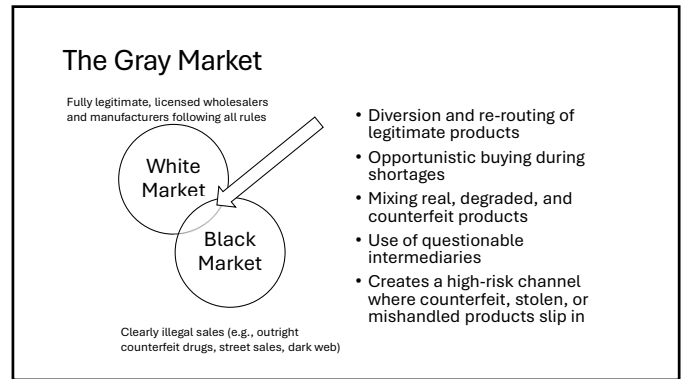 The Gray Market
Fully legitimate, licensed wholesalers
and manufacturers following all rules
White
Market
Black
Market
Clearly illegal sales (e.g., outright
counterfeit drugs, street sales, dark web)
• Diversion and re-routing of
legitimate products
• Opportunistic buying during
shortages
• Mixing real, degraded, and
counterfeit products
• Use of questionable
intermediaries
• Creates a high-risk channel
where counterfeit, stolen, or
mishandled products slip in